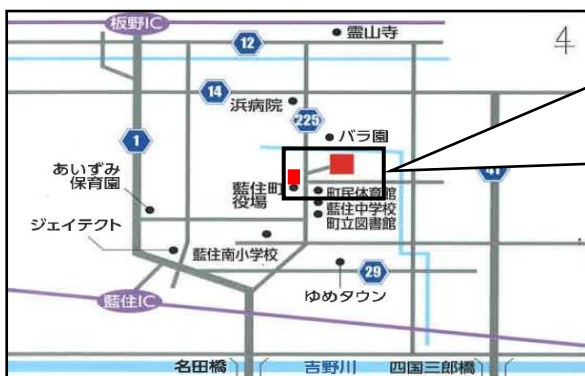 板野IC
12
霊山寺
4
14
浜病院
225
バラ園
1
41
あいずみ
保育園
藍住町
役場
町民体育館
藍住中学校
町立図書館
ジェイテクト
藍住南小学校
29
ゆめタウン
藍住IC
名田橋
吉野川
四国三郎橋